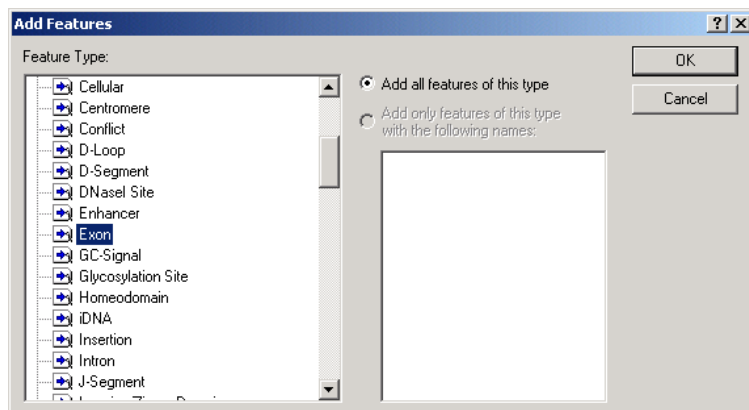 Add Features
Feature Type:
Cellular
Centromere
Conflict
D-Loop
D-Segment
DNaseI Site
Enhancer
Exon
GC-Signal
Glycosylation Site
Homeodomain
iDNA
Insertion
Intron
J-Segment
Add all features of this type
Add only features of this type
with the following names:
OK
Cancel